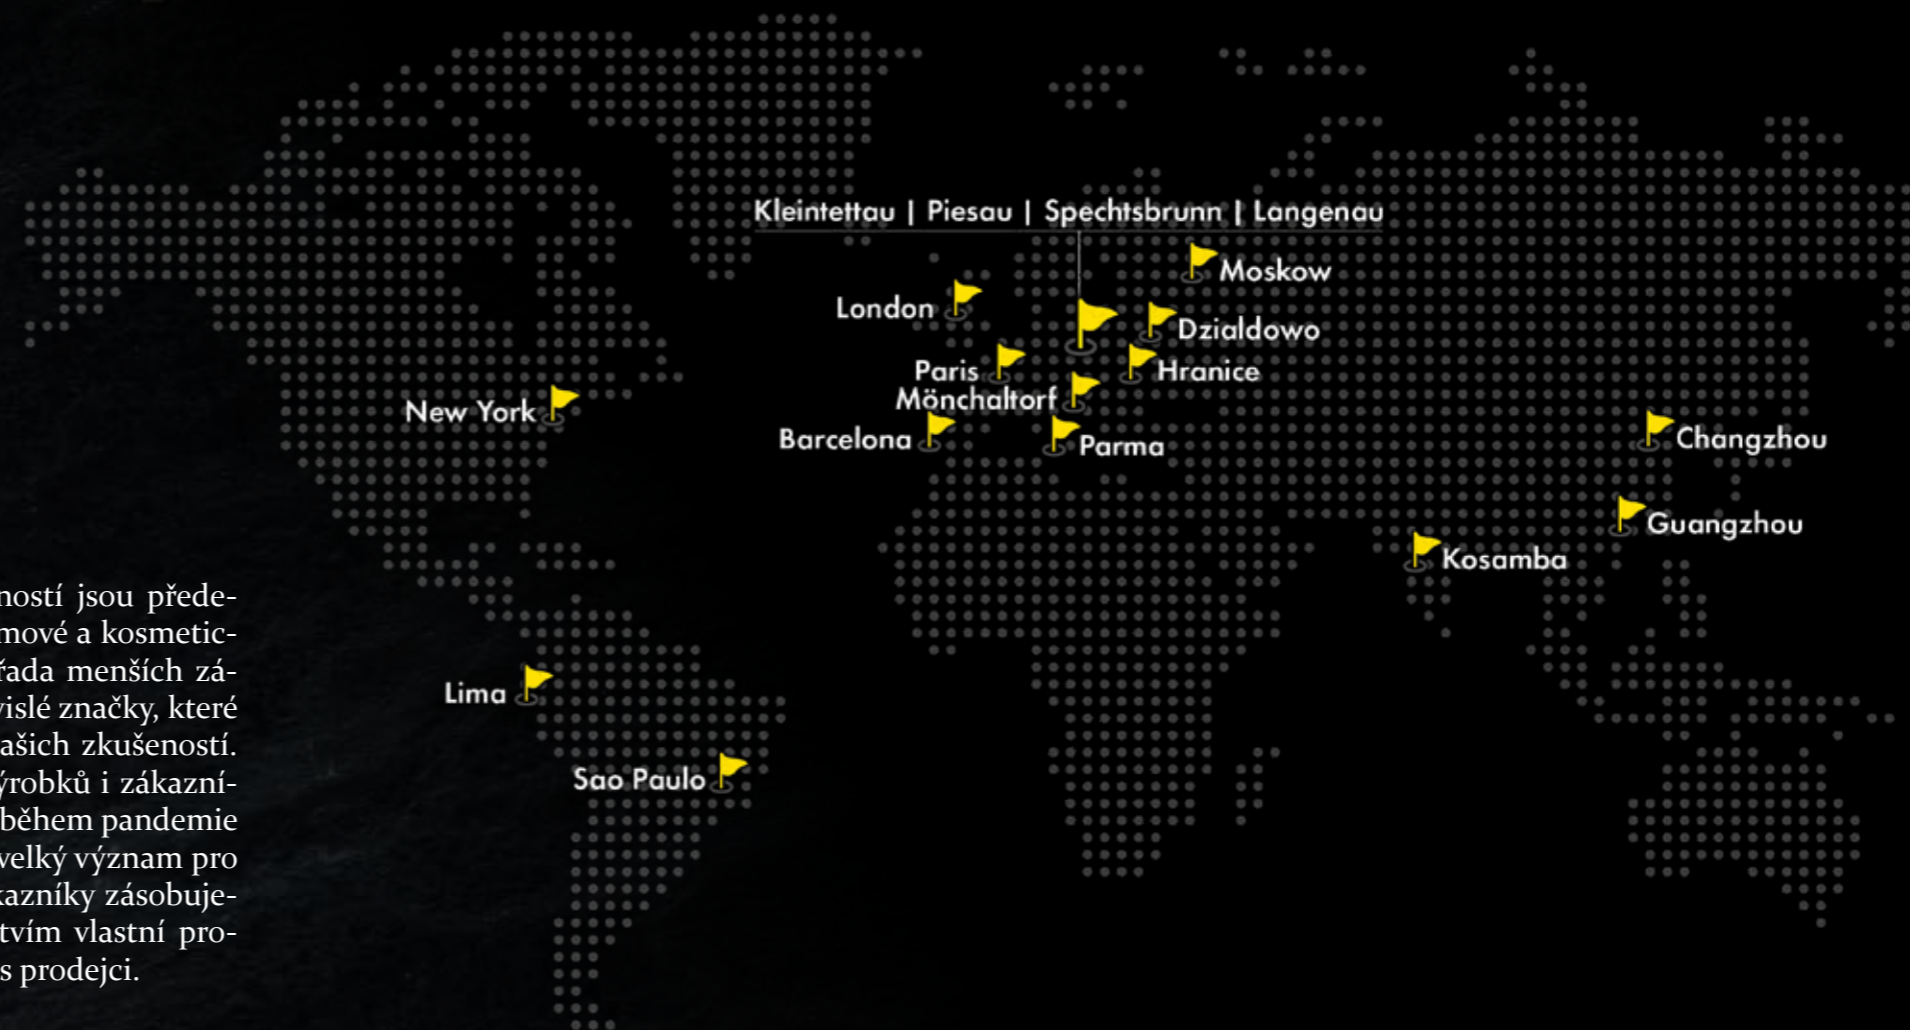 ností jsou přede-
mové a kosmetic-
řada menších zá-
vislé značky, které
ašich zkušeností.
ýrobků i zákazní-
během pandemie
velký význam pro
kazníky zásobuje-
tvím vlastní pro-
s prodejci.
Kleintettau | Piesau | Spechtsbrunn | Langenau
Moskow
London
Dzialdowo
Paris
Hranice
Mönchaltorf
New York
Barcelona
Parma
Changzhou
Guangzhou
Kosamba
Lima
Sao Paulo